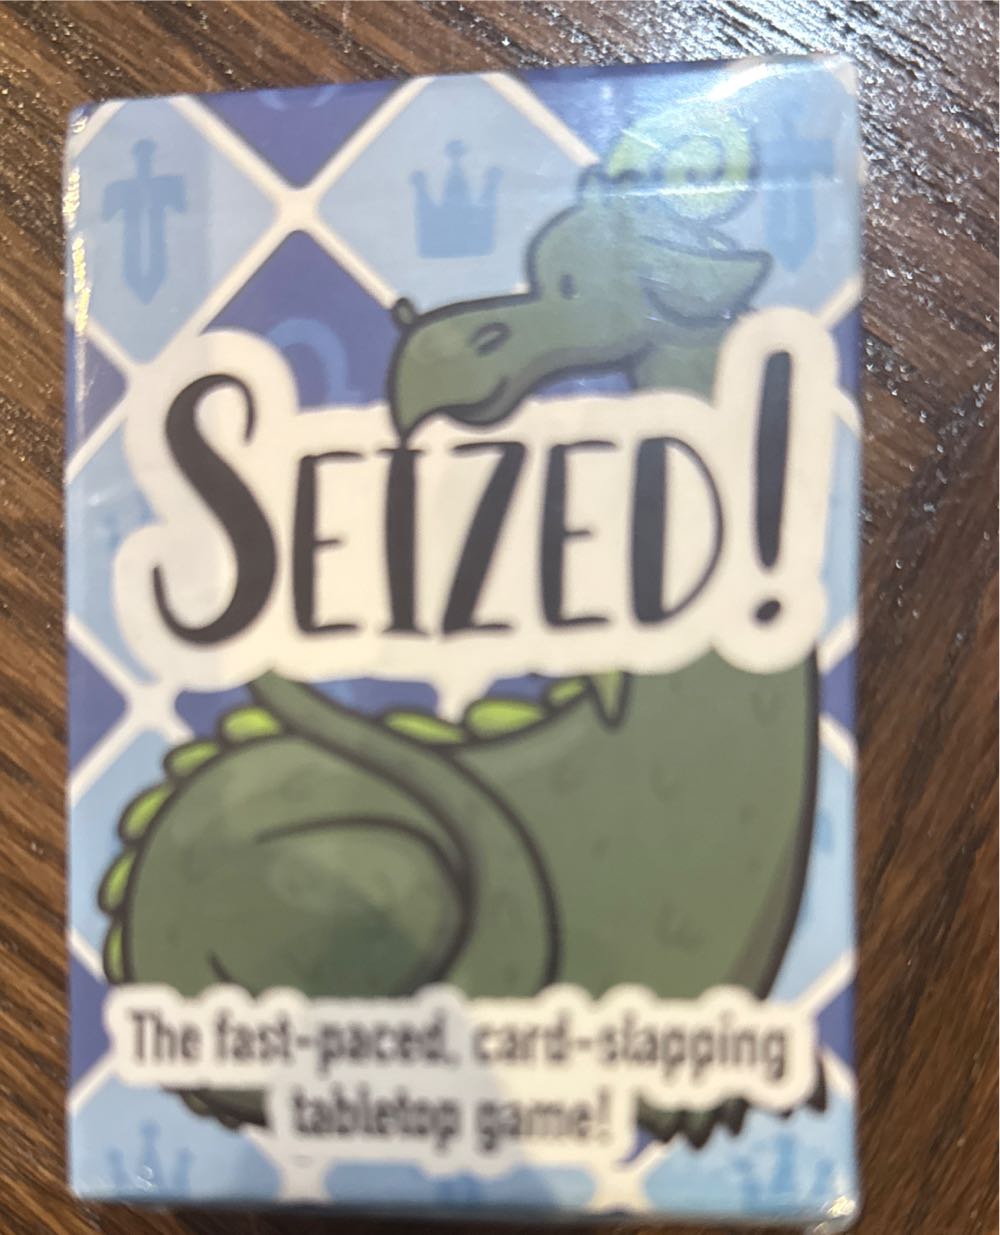 SEIZED!
The fast-paced, card-slapping
tabletop game!